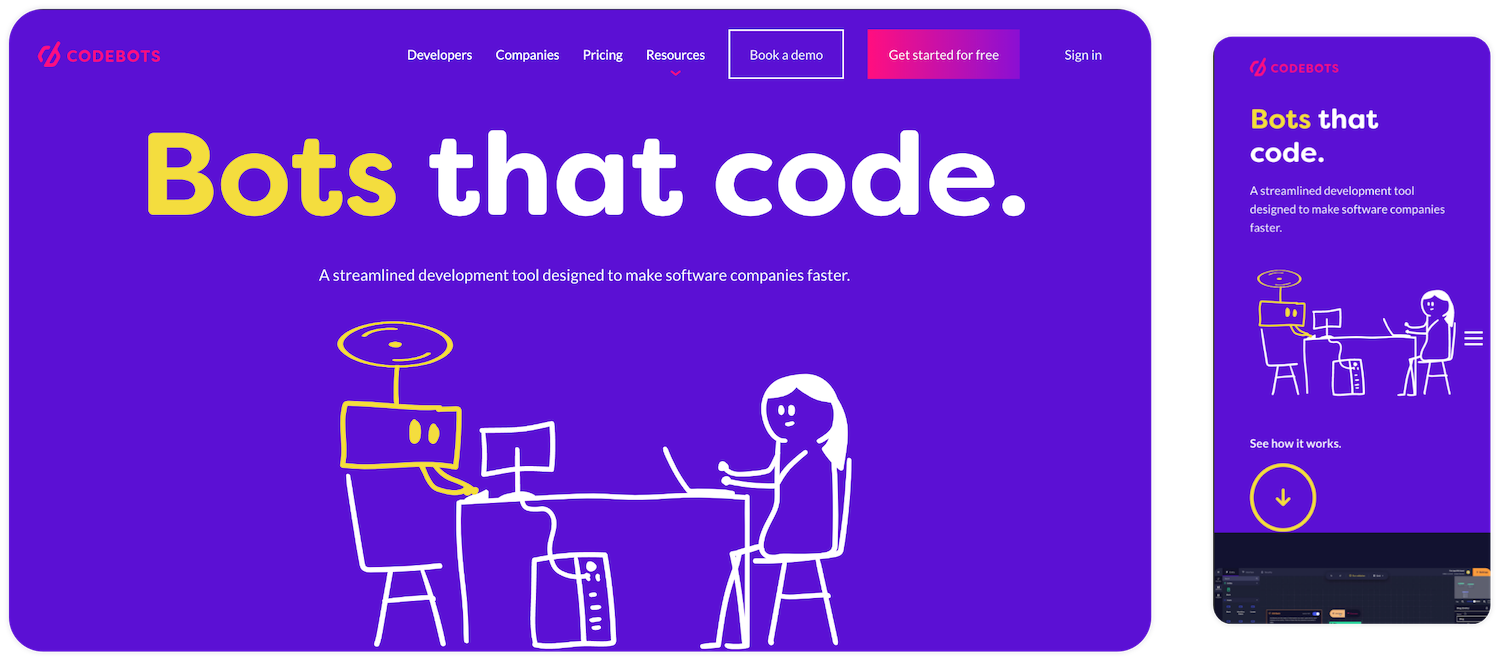 CODEBOTS
Developers Companies Pricing Resources Book a demo Get started for free Sign in
Bots that code.
A streamlined development tool designed to make software companies faster.
CODEBOTS
Bots that
code.
A streamlined development tool
designed to make software companies
faster.
See how it works.